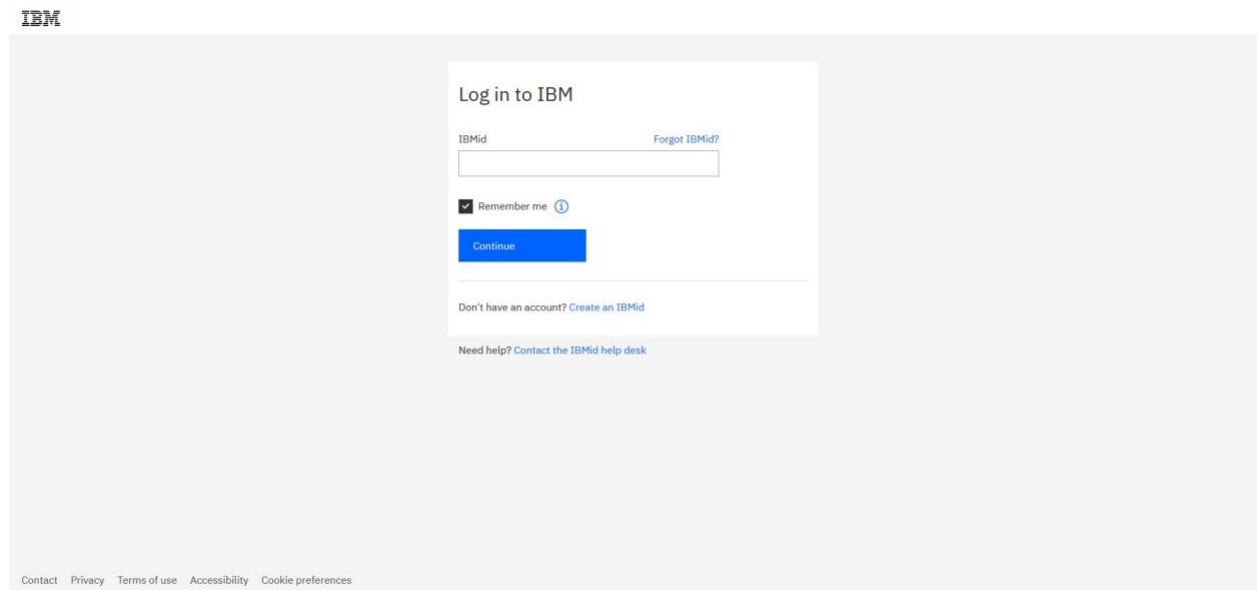 IBM
Log in to IBM
IBMid Forgot IBMid?
Remember me
Continue
Don't have an account? Create an IBMid
Need help? Contact the IBMid help desk
Contact Privacy Terms of use Accessibility Cookie preferences